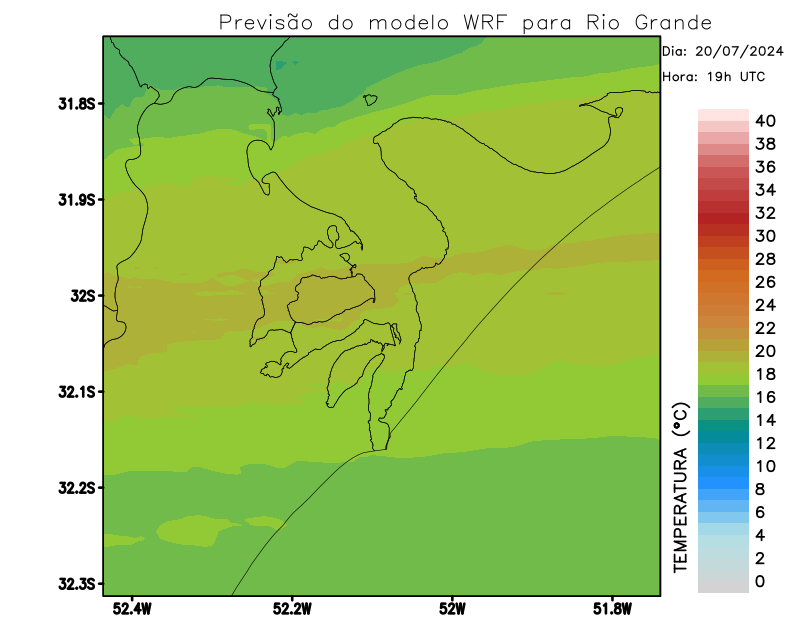 Previsão do modelo WRF para Rio Grande
Dia: 20/07/2024
Hora: 19h UTC
31.8S
31.9S
32S
32.1S
32.2S
32.3S
52.4W
52.2W
52W
51.8W
40
38
36
34
32
30
28
26
24
22
20
18
16
14
12
10
8
6
4
2
0
TEMPERATURA (°C)